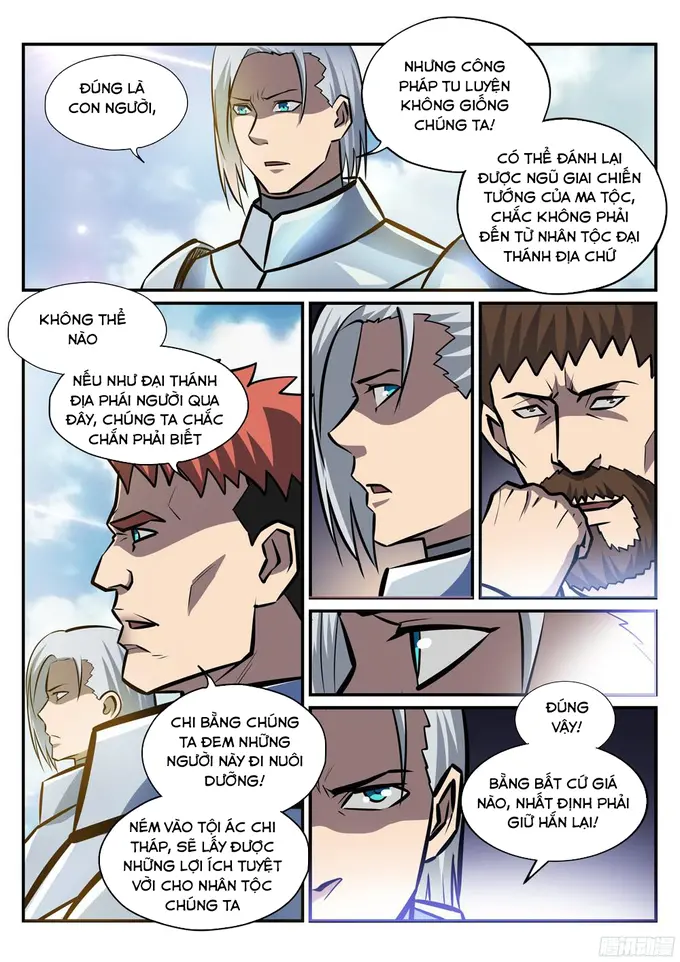 ĐÚNG LÀ
CON NGƯỜI,
NHƯNG CÔNG
PHÁP TU LUYỆN
KHÔNG GIỐNG
CHÚNG TA!
CÓ THỂ ĐÁNH LẠI
ĐƯỢC NGŨ GIAI CHIẾN
TƯỚNG CỦA MA TỘC,
CHẮC KHÔNG PHẢI
ĐẾN TỪ NHÂN TỘC ĐẠI
THÁNH ĐỊA CHỨ
KHÔNG THỂ
NÀO
NẾU NHƯ ĐẠI THÁNH
ĐỊA PHÁI NGƯỜI QUA
ĐÂY, CHÚNG TA CHẮC
CHẮN PHẢI BIẾT
CHI BẰNG CHÚNG
TA ĐEM NHỮNG
NGƯỜI NÀY ĐI NUÔI
DƯỠNG!
NÉM VÀO TỘI ÁC CHI
THÁP, SẼ LẤY ĐƯỢC
NHỮNG LỢI ÍCH TUYỆT
VỜI CHO NHÂN TỘC
CHÚNG TA
ĐÚNG
VẬY!
BẰNG BẤT CỨ GIÁ
NÀO, NHẤT ĐỊNH PHẢI
GIỮ HẮN LẠI!
腾讯动漫